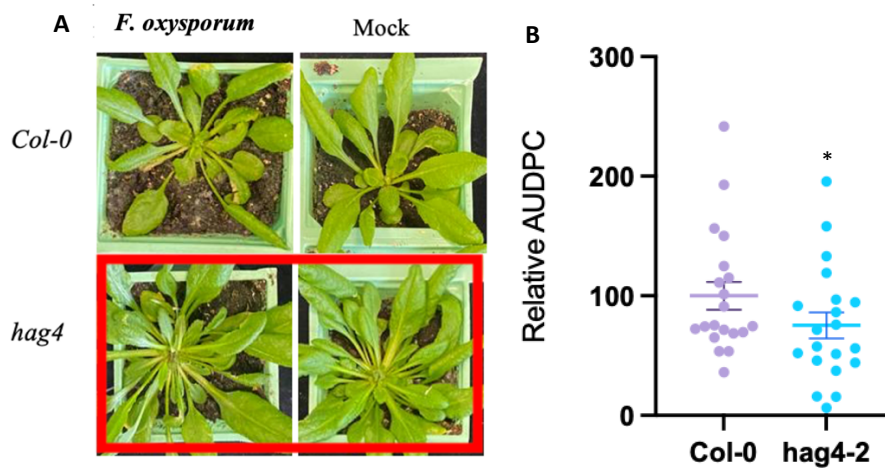 A
F. oxysporum
Mock
Col-0
hag4
B
Relative AUDPC
300
200
100
0
*
Col-0
hag4-2